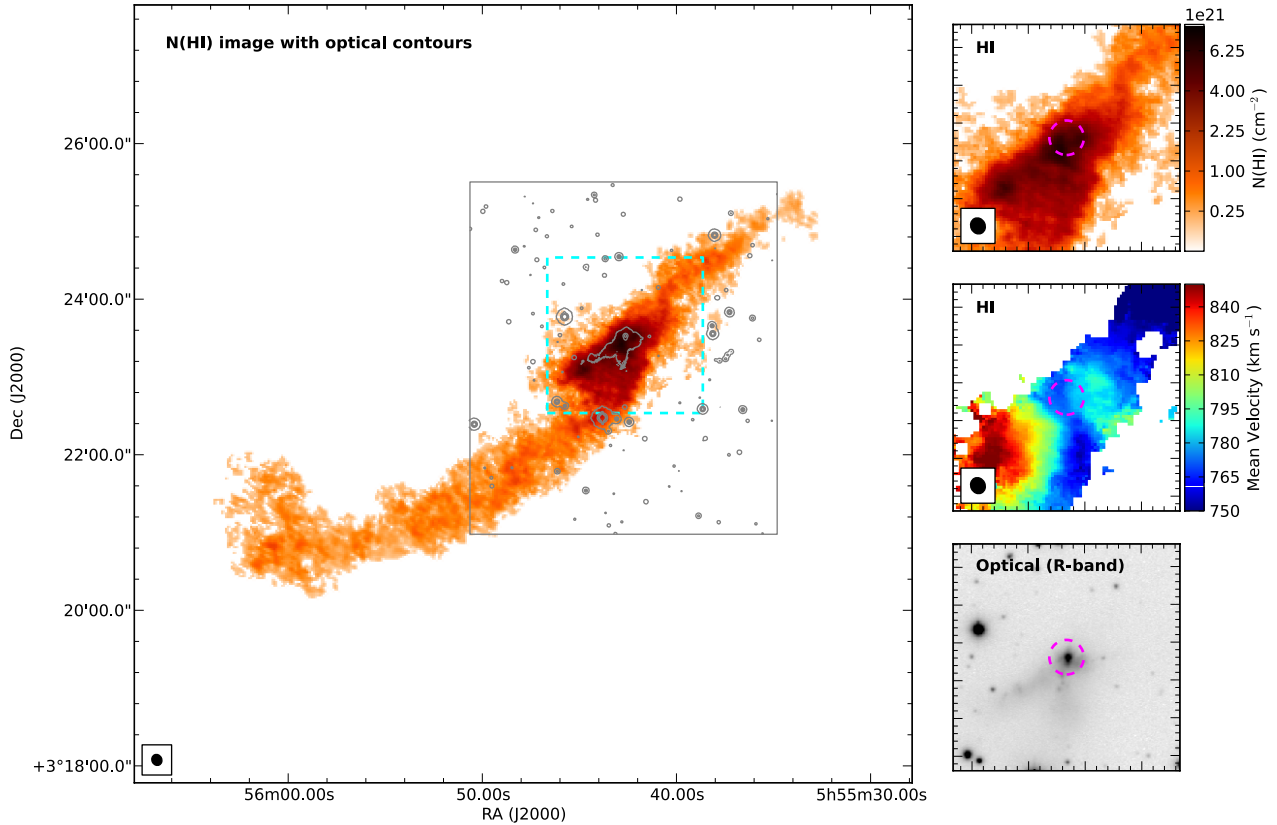 N(HI) image with optical contours
26'00.0"
24'00.0"
22'00.0"
20'00.0"
+3°18'00.0"
Dec (J2000)
56m00.00s
50.00s
40.00s
5h55m30.00s
RA (J2000)
HI
1e21
6.25
4.00
2.25
1.00
0.25
N(HI) (cm⁻²)
HI
840
825
810
795
780
765
750
Mean Velocity (km s⁻¹)
Optical (R-band)